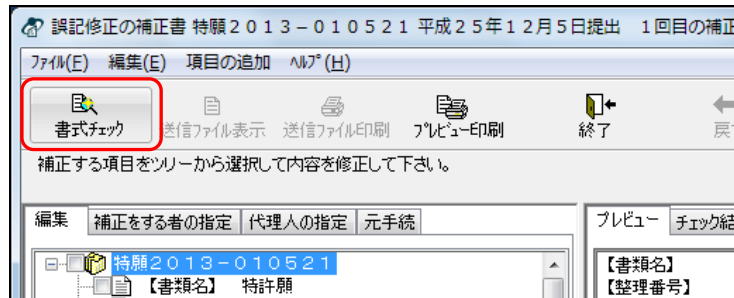 誤記修正の補正書 特願２０１３－０１０５２１ 平成２５年１２月５日提出 １回目の補正
ﾌｧｲﾙ(F) 編集(E) 項目の追加 ﾍﾙﾌﾟ(H)
書式ﾁｪｯｸ 送信ﾌｧｲﾙ表示 送信ﾌｧｲﾙ印刷 ﾌﾟﾚﾋﾞｭｰ印刷 終了 戻
補正する項目をツリーから選択して内容を修正して下さい。
編集 補正をする者の指定 代理人の指定 元手続 プレビュー チェック結
特願２０１３－０１０５２１ 【書類名】
【書類名】 特許願 【整理番号】